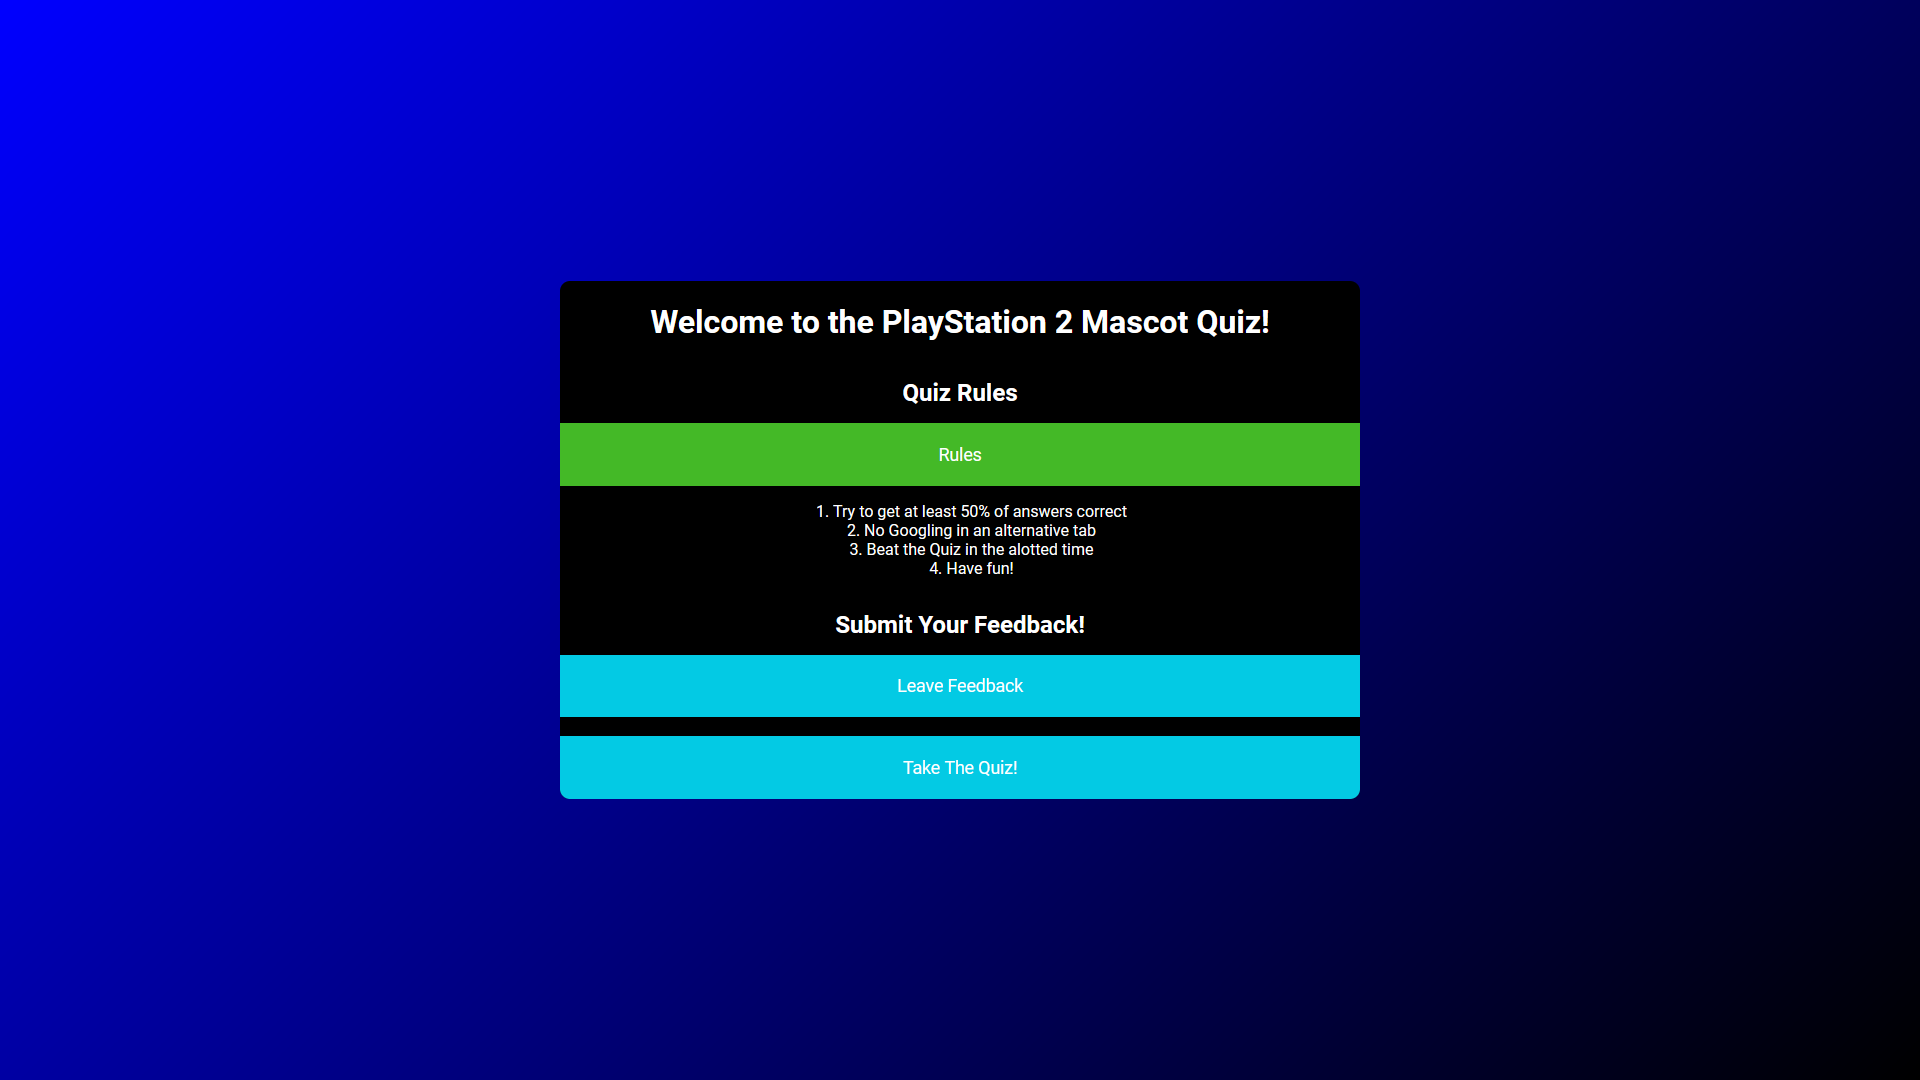 Welcome to the PlayStation 2 Mascot Quiz!
Quiz Rules
Rules
1. Try to get at least 50% of answers correct
2. No Googling in an alternative tab
3. Beat the Quiz in the alotted time
4. Have fun!
Submit Your Feedback!
Leave Feedback
Take The Quiz!